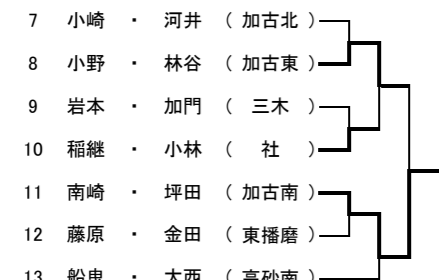 7 小崎 ・ 河井 ( 加古北 )
8 小野 ・ 林谷 ( 加古東 )
9 岩本 ・ 加門 ( 三木 )
10 稲継 ・ 小林 ( 社 )
11 南崎 ・ 坪田 ( 加古南 )
12 藤原 ・ 金田 ( 東播磨 )
13 船曳 ・ 大西 ( 高砂南 )